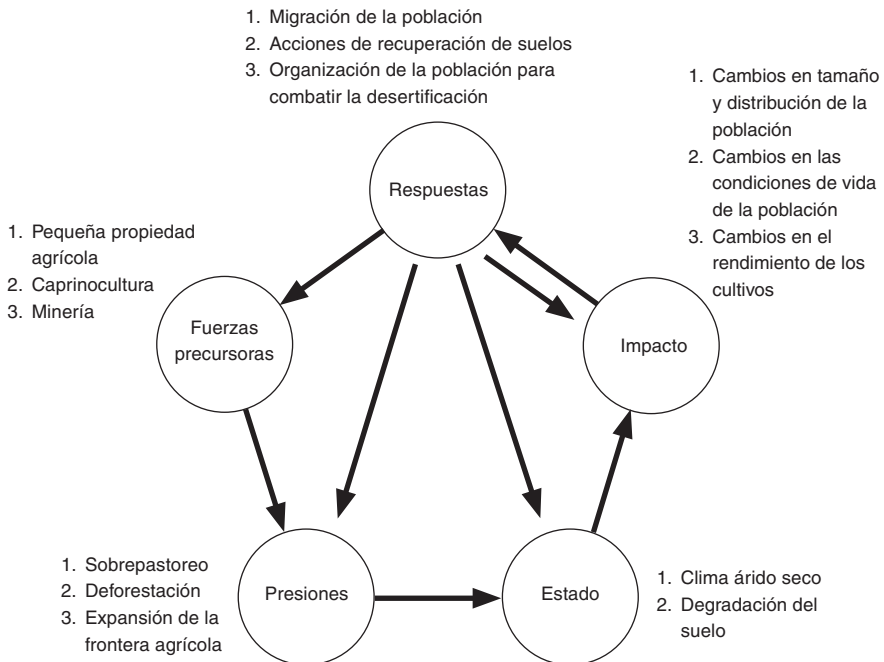 1. Migración de la población
2. Acciones de recuperación de suelos
3. Organización de la población para
combatir la desertificación
1. Cambios en tamaño
y distribución de la
población
2. Cambios en las
condiciones de vida
de la población
3. Cambios en el
rendimiento de los
cultivos
Respuestas
1. Pequeña propiedad
agrícola
2. Caprinocultura
3. Minería
Fuerzas
precursoras
Impacto
1. Sobrepastoreo
2. Deforestación
3. Expansión de la
frontera agrícola
Presiones
Estado
1. Clima árido seco
2. Degradación del
suelo